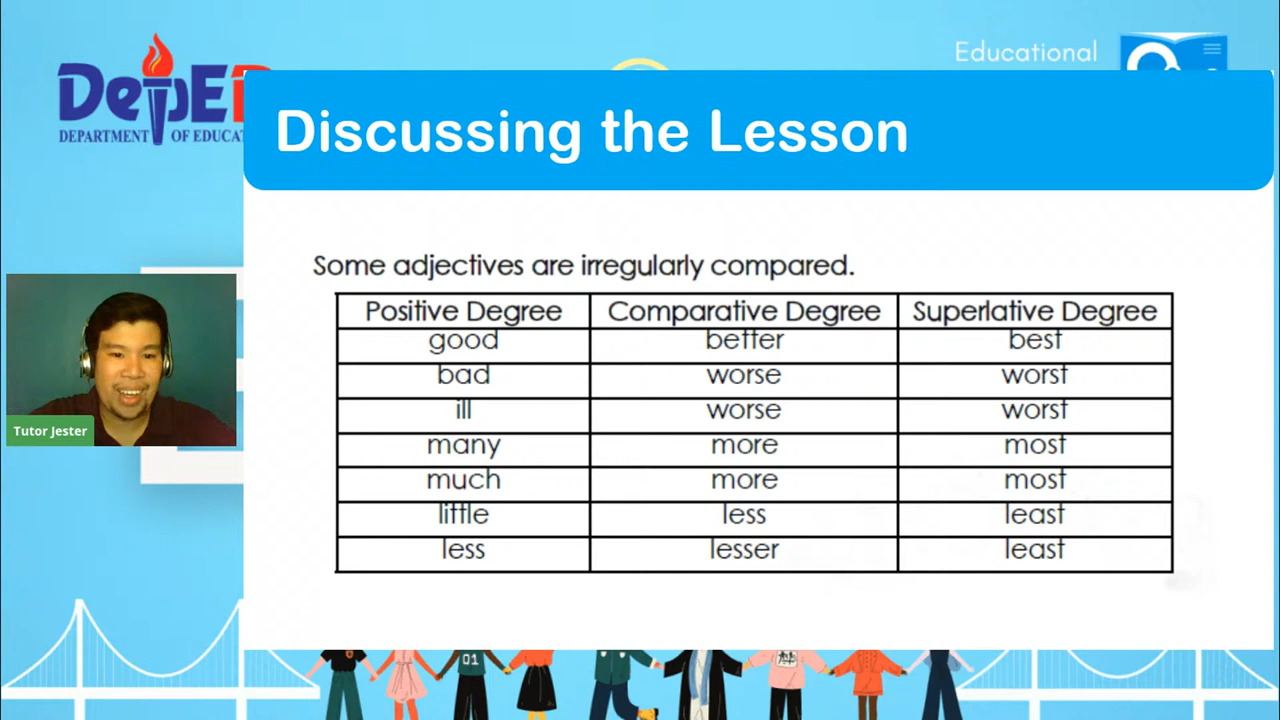 Educational
DepE
DEPARTMENT OF EDUCAT
Discussing the Lesson
Some adjectives are irregularly compared.
Positive Degree Comparative Degree Superlative Degree
good better best
bad worse worst
ill worse worst
many more most
much more most
little less least
less lesser least
Tutor Jester
01